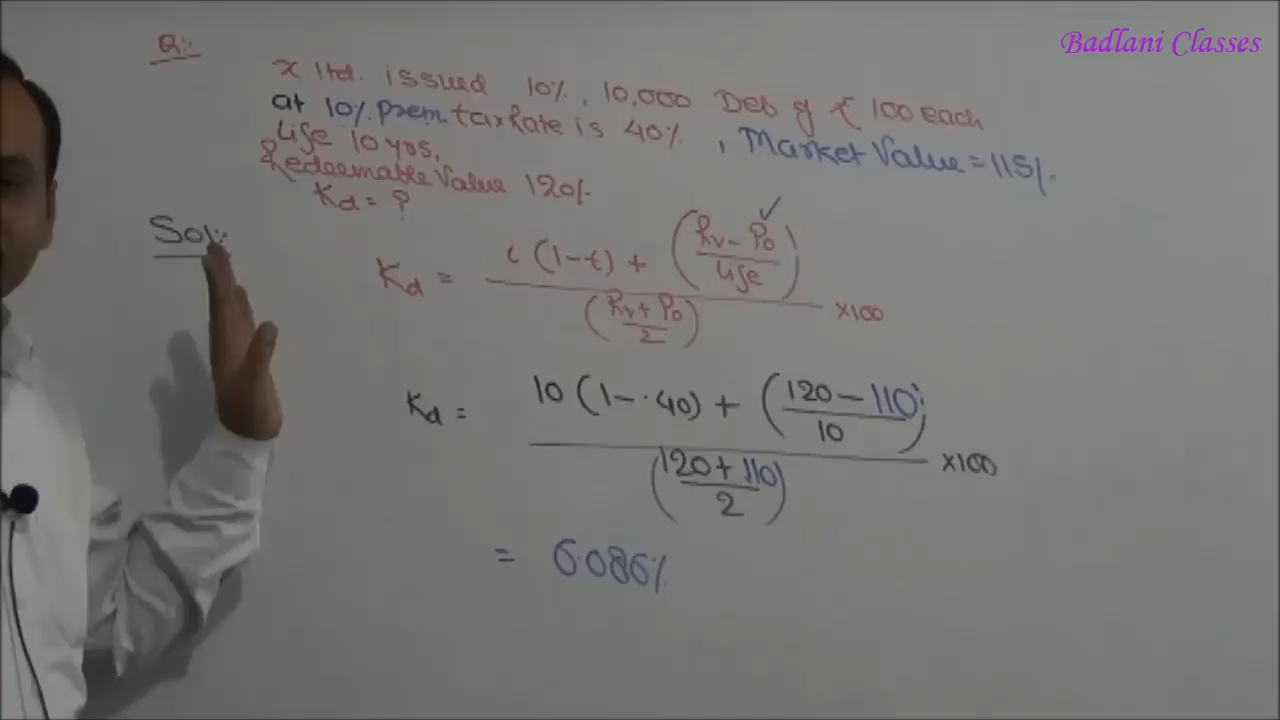 Badlani Classes
Q:-
X ltd. issued 10%, 10,000 Deb of ₹ 100 each
at 10% prem. tax Rate is 40%, Market Value = 115%.
Life 10 yrs,
Redeemable Value 120%.
Kd = ?
Sol:-
Kd = i (1-t) + (Rv - P0 / Life) / (Rv + P0 / 2) ×100
Kd = 10 (1-.40) + (120-110 / 10) / (120+110 / 2) ×100
= 6.086%